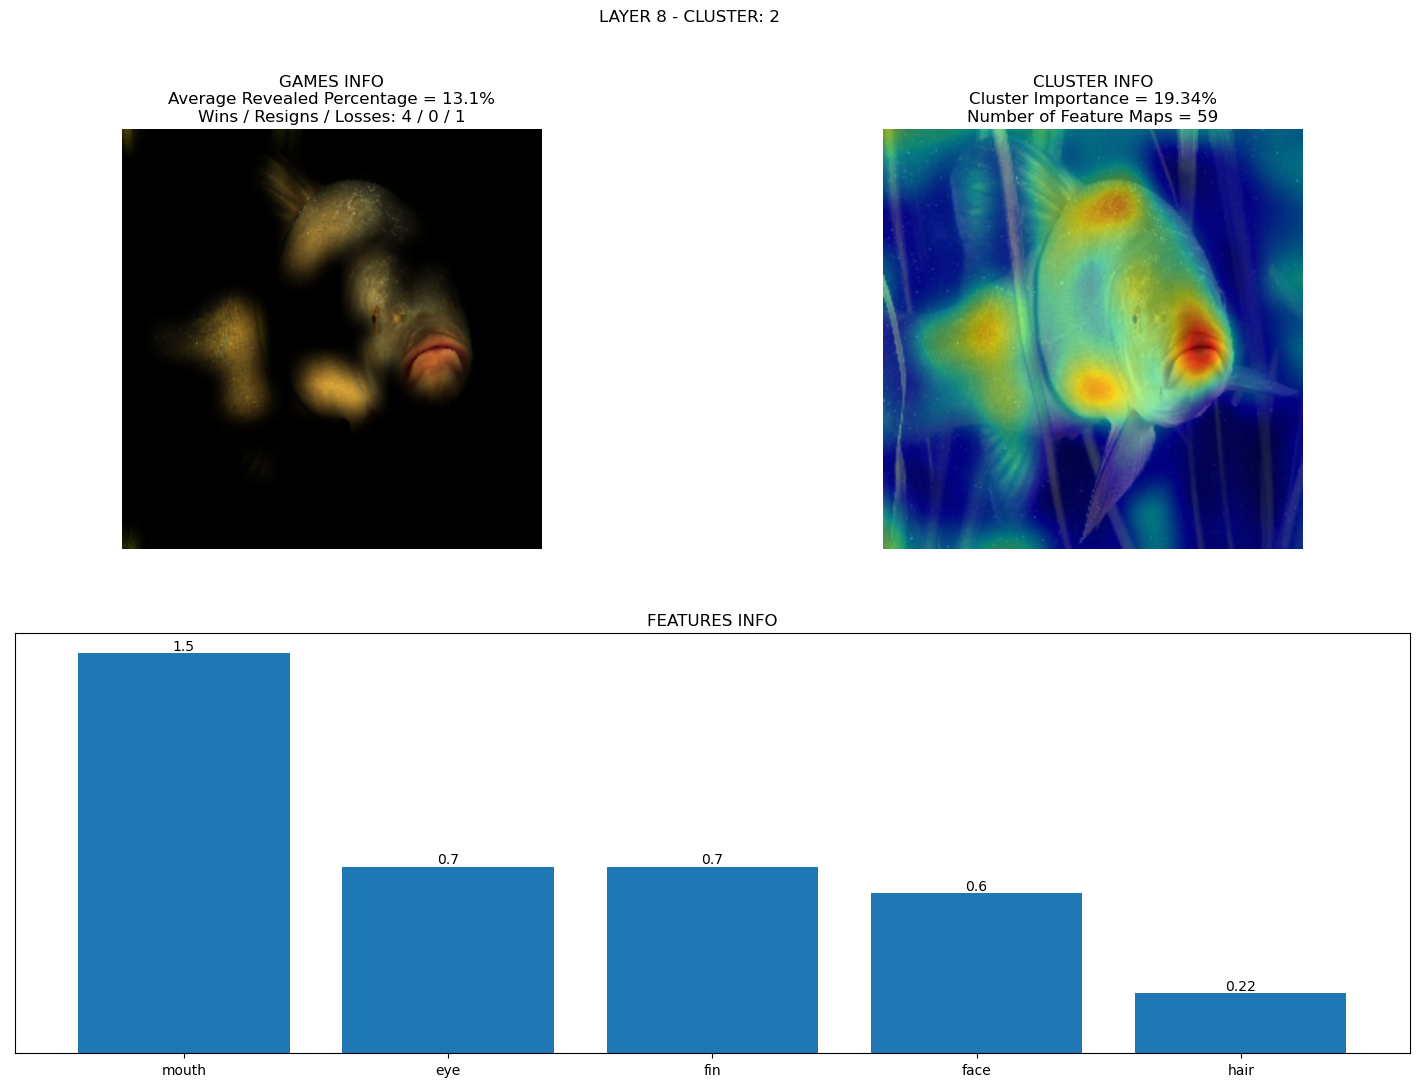 LAYER 8 - CLUSTER: 2
GAMES INFO
Average Revealed Percentage = 13.1%
Wins / Resigns / Losses: 4 / 0 / 1
CLUSTER INFO
Cluster Importance = 19.34%
Number of Feature Maps = 59
FEATURES INFO
1.5
0.7
0.7
0.6
0.22
mouth
eye
fin
face
hair